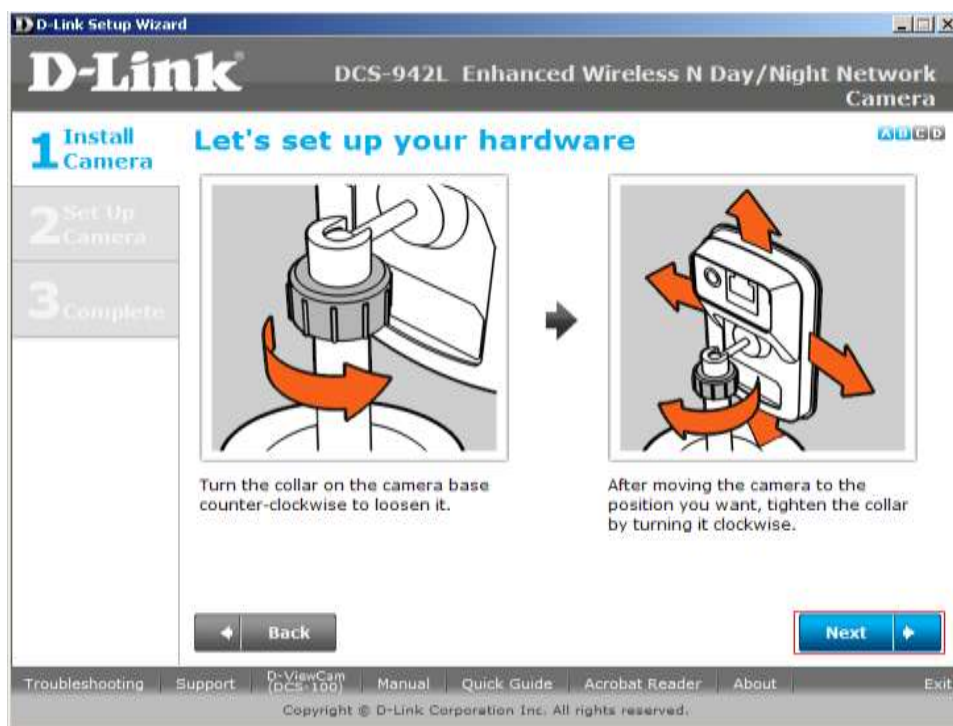 D-Link Setup Wizard
D-Link
DCS-942L Enhanced Wireless N Day/Night Network
Camera
1 Install
Camera
2 Set Up
Camera
3 Complete
Let's set up your hardware
A B C D
Turn the collar on the camera base
counter-clockwise to loosen it.
After moving the camera to the
position you want, tighten the collar
by turning it clockwise.
Back
Next
Troubleshooting
Support
D-ViewCam
(DCS-100)
Manual
Quick Guide
Acrobat Reader
About
Exit
Copyright © D-Link Corporation Inc. All rights reserved.